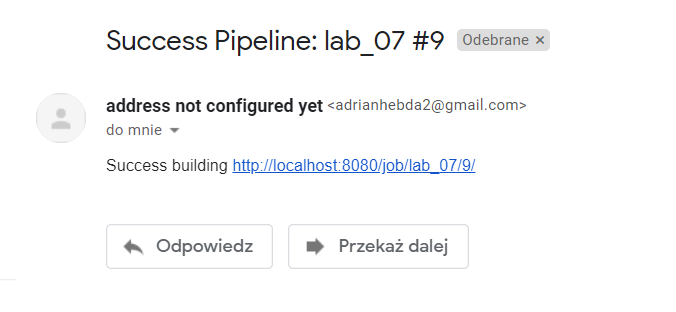 Success Pipeline: lab_07 #9 Odebrane ×
address not configured yet <adrianhebda2@gmail.com>
do mnie
Success building http://localhost:8080/job/lab_07/9/
Odpowiedz Przekaż dalej